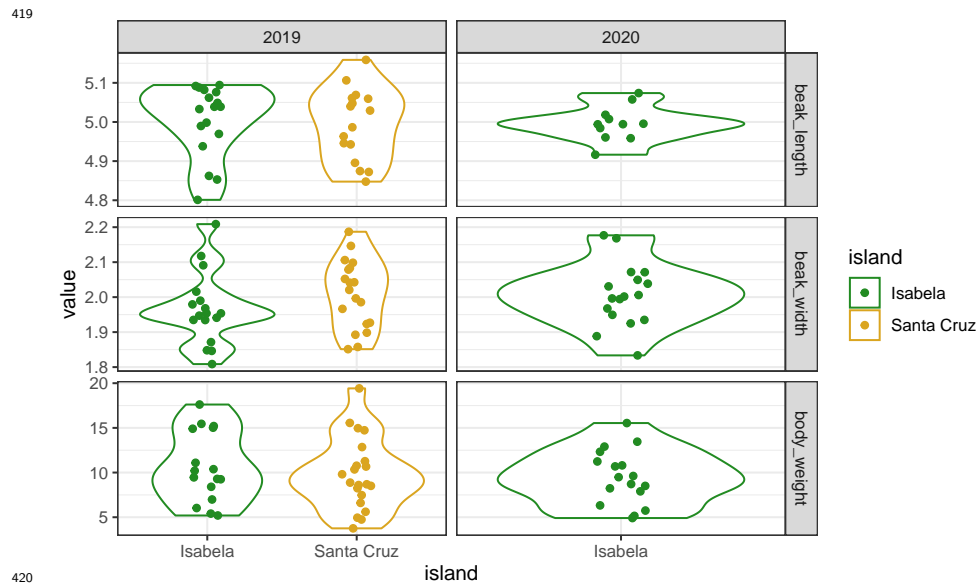 419
2019
2020
5.1
5.0
4.9
4.8
beak_length
2.2
2.1
2.0
1.9
1.8
beak_width
20
15
10
5
body_weight
value
Isabela
Santa Cruz
Isabela
island
island
Isabela
Santa Cruz
420